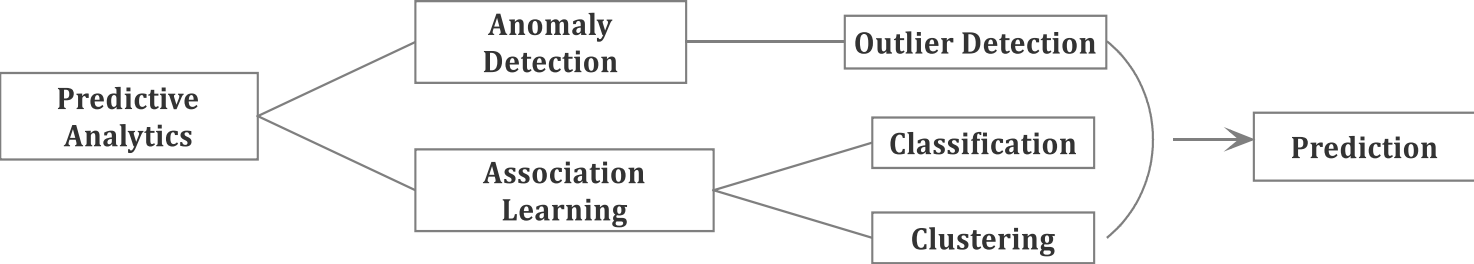 Predictive
Analytics
Anomaly
Detection
Association
Learning
Outlier Detection
Classification
Clustering
Prediction